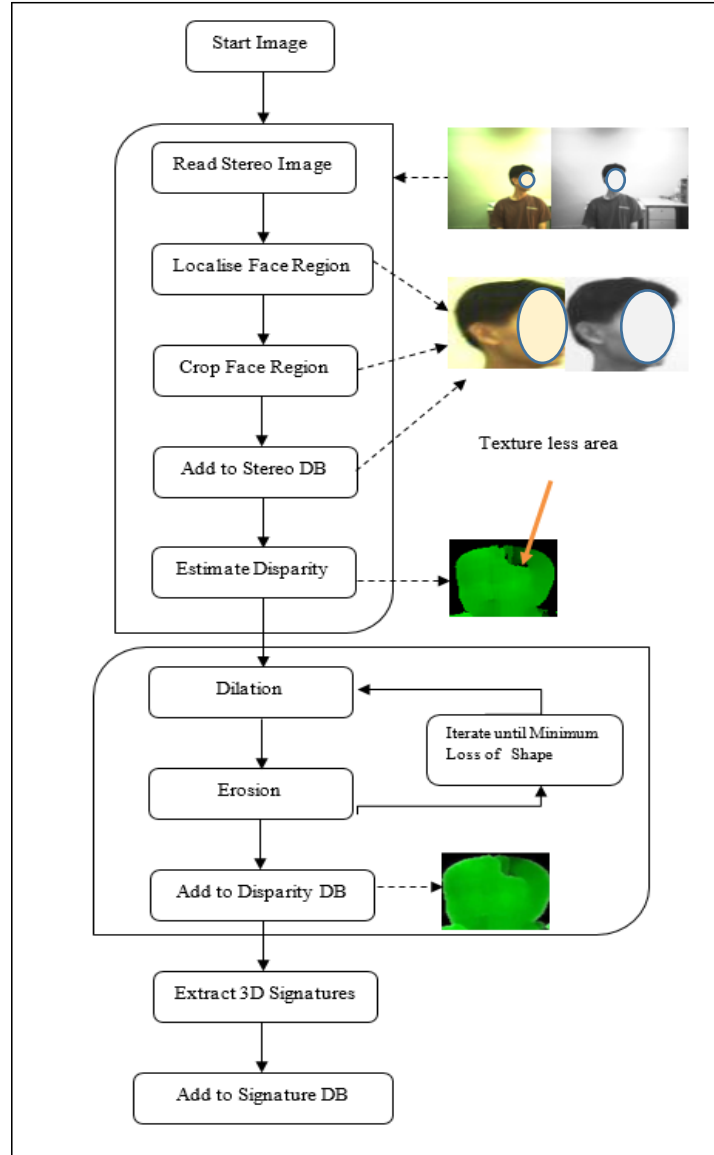 Start Image
Read Stereo Image
Localise Face Region
Crop Face Region
Texture less area
Add to Stereo DB
Estimate Disparity
Dilation
Iterate until Minimum
Loss of Shape
Erosion
Add to Disparity DB
Extract 3D Signatures
Add to Signature DB